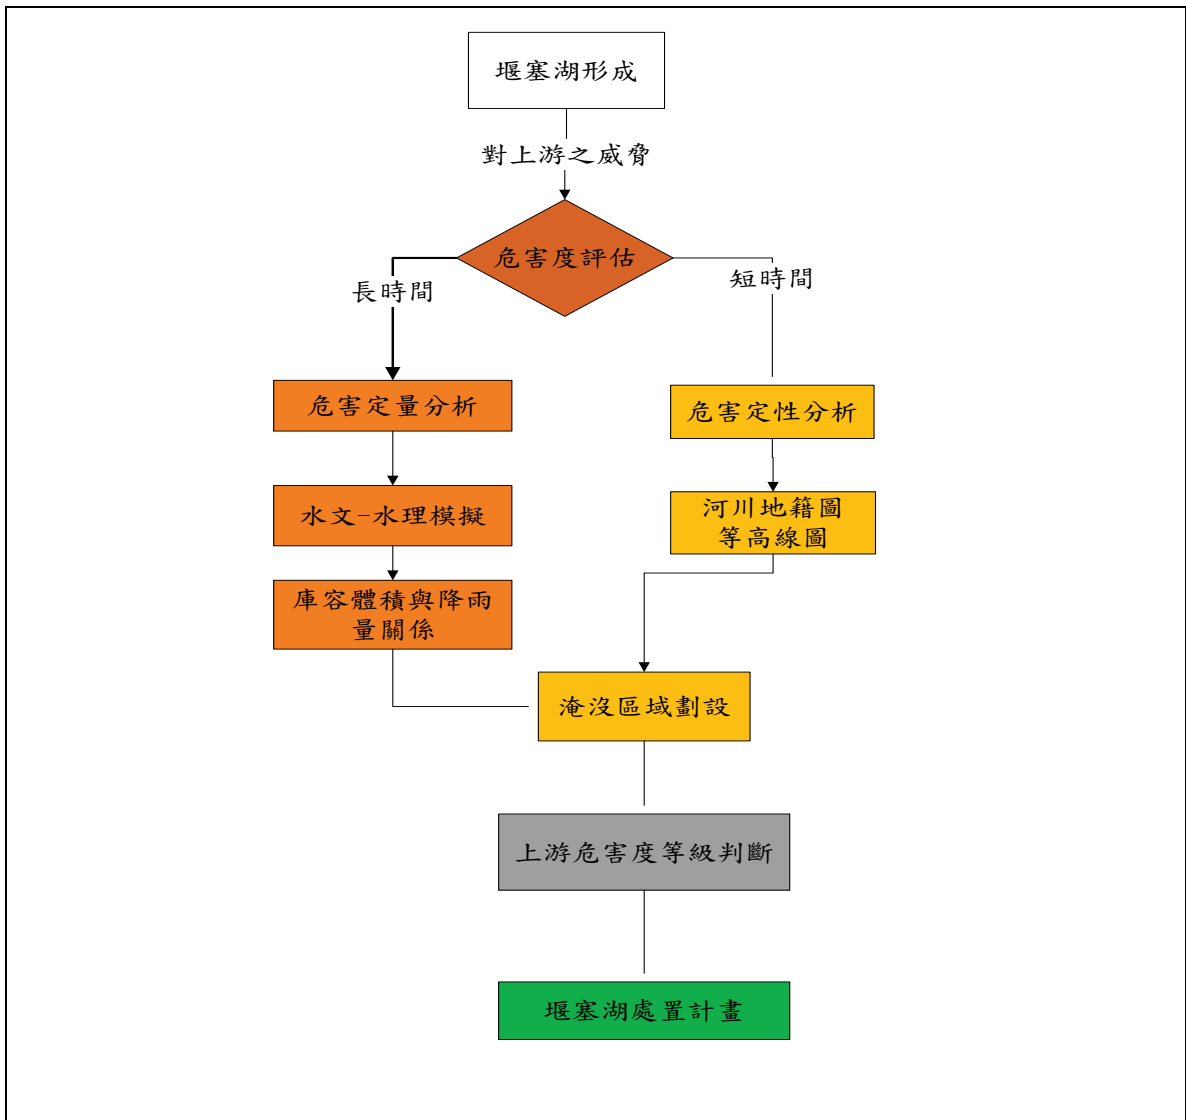 堰塞湖形成
對上游之威脅
危害度評估
長時間
短時間
危害定量分析
危害定性分析
水文-水理模擬
河川地籍圖
等高線圖
庫容體積與降雨
量關係
淹沒區域劃設
上游危害度等級判斷
堰塞湖處置計畫